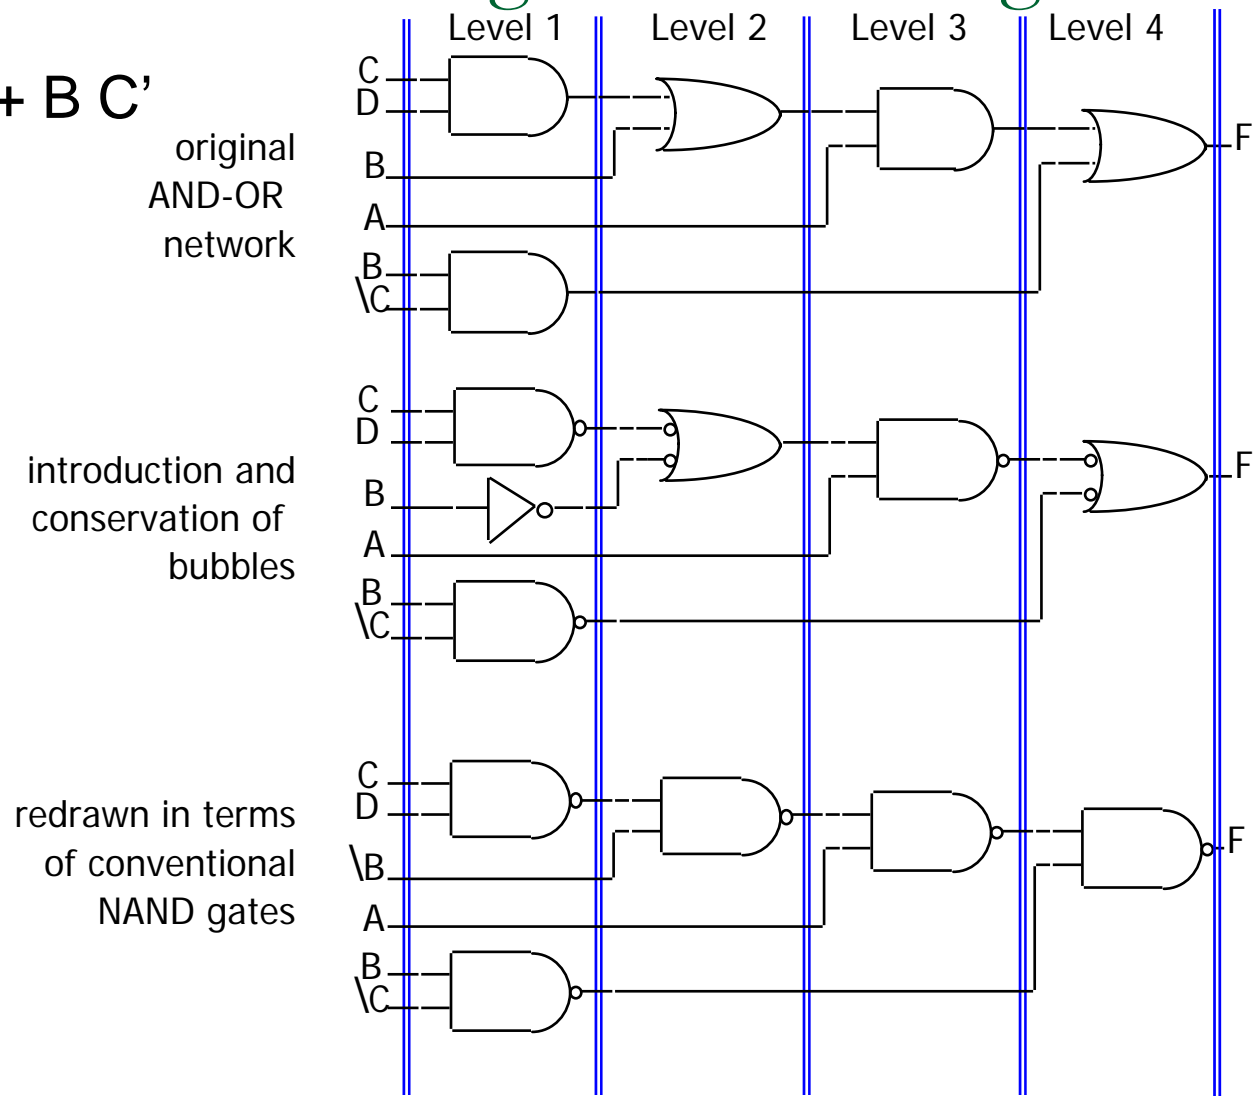 Level 1 Level 2 Level 3 Level 4
+ B C’
original
AND-OR
network
C
D
B
A
B
\C
F
introduction and
conservation of
bubbles
C
D
B
A
B
\C
F
redrawn in terms
of conventional
NAND gates
C
D
\B
A
B
\C
F